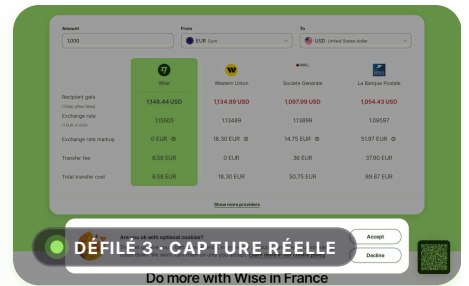 Amount
From
To
1,000
EUR Euro
USD United States dollar
Wise
Western Union
Societe Generale
La Banque Postale
Recipient gets
(Total after fees)
1,148.44 USD
1,134.89 USD
1,097.99 USD
1,054.43 USD
Exchange rate
(1 EUR → USD)
1.15605
1.13489
1.13899
1.09597
Exchange rate markup
0 EUR
18.30 EUR
14.75 EUR
51.97 EUR
Transfer fee
6.58 EUR
0 EUR
36 EUR
37.90 EUR
Total transfer cost
6.58 EUR
18.30 EUR
50.75 EUR
89.87 EUR
Show more providers
Are you ok with optional cookies?
Accept
DÉFILÉ 3 · CAPTURE RÉELLE
Decline
Do more with Wise in France